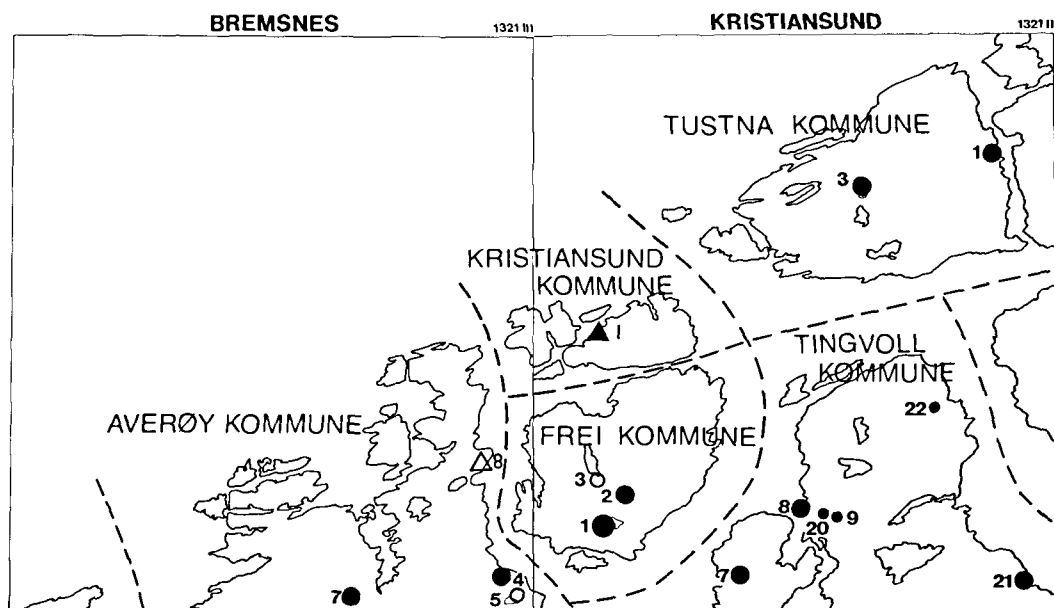 BREMSNES
1321 III
KRISTIANSUND
1321 II
TUSTNA KOMMUNE
1
3
KRISTIANSUND
KOMMUNE
1
TINGVOLL
KOMMUNE
22
AVERØY KOMMUNE
FREI KOMMUNE
8
3
2
1
8
20
9
7
4
5
7
21